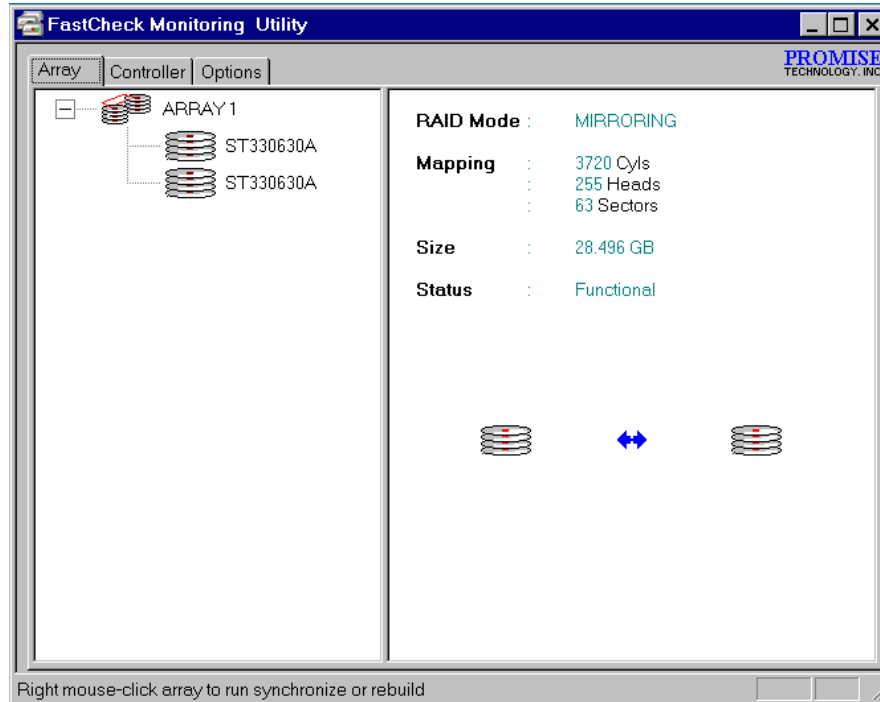 FastCheck Monitoring Utility
PROMISE
TECHNOLOGY, INC
Array Controller Options
ARRAY 1
ST330630A
ST330630A
RAID Mode : MIRRORING
Mapping : 3720 Cyls
: 255 Heads
: 63 Sectors
Size : 28.496 GB
Status : Functional
Right mouse-click array to run synchronize or rebuild